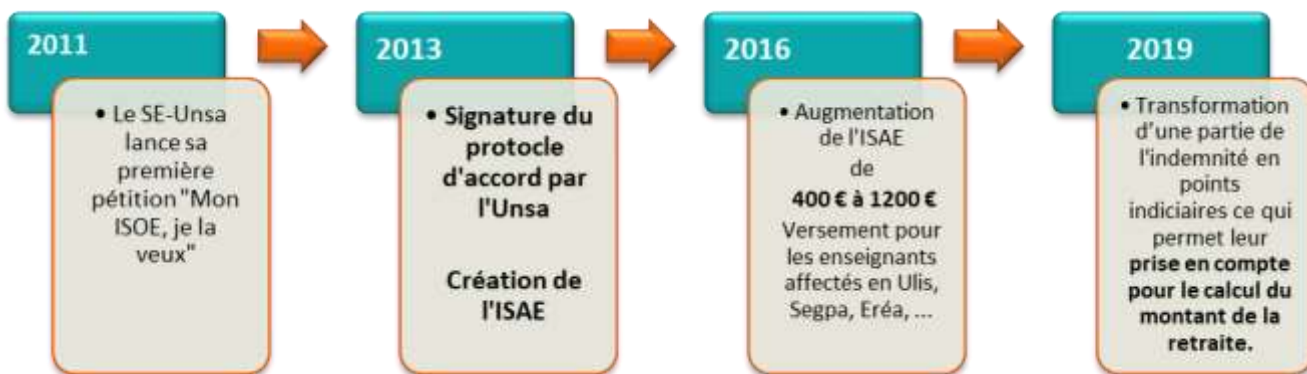 2011
• Le SE-Unsa
lance sa
première
pétition "Mon
ISOE, je la
veux"
2013
• Signature du
protocle
d'accord par
l'Unsa
Création de
l'ISAE
2016
• Augmentation
de l'ISAE
de
400 € à 1200 €
Versement pour
les enseignants
affectés en Ulis,
Segpa, Eréa, ...
2019
• Transformation
d'une partie de
l'indemnité en
points
indiciaires ce qui
permet leur
prise en compte
pour le calcul du
montant de la
retraite.